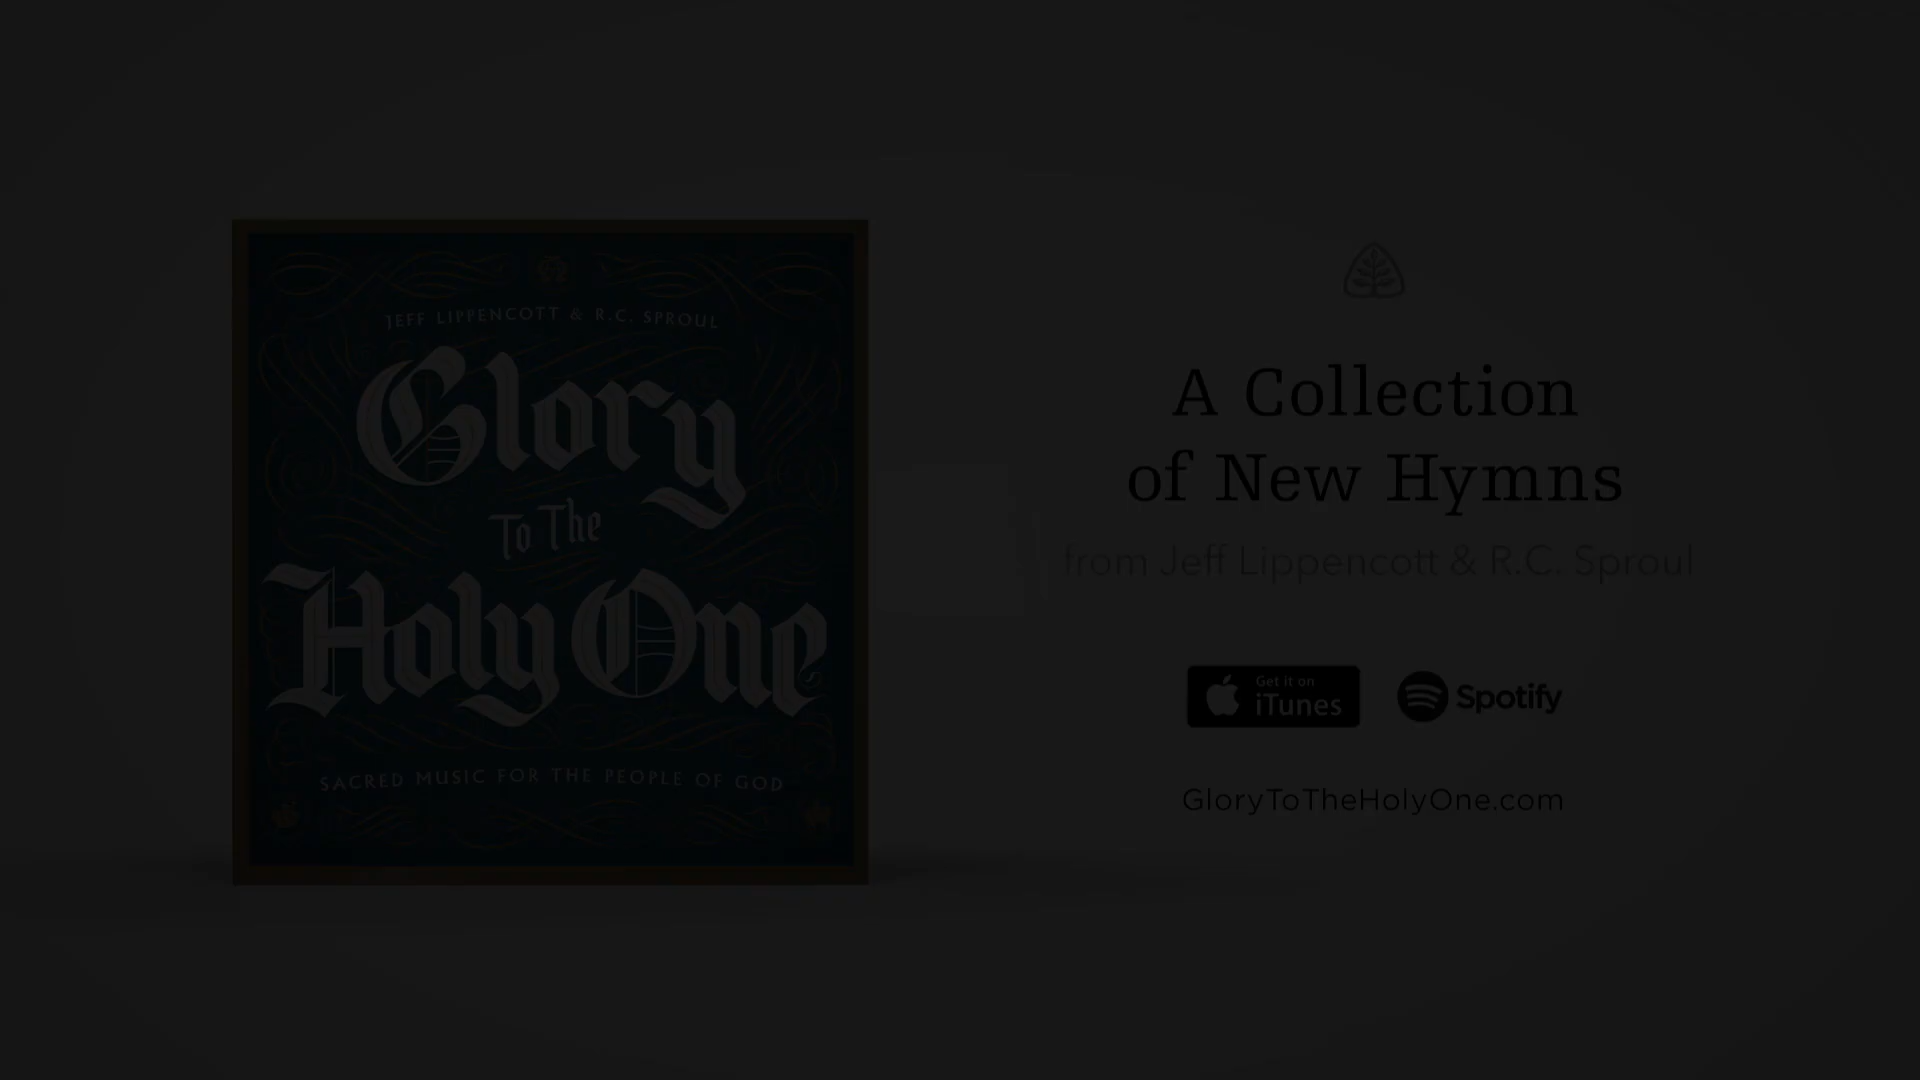 JEFF LIPPENCOTT & R.C. SPROUL
Glory
To The
Holy One
SACRED MUSIC FOR THE PEOPLE OF GOD
A Collection
of New Hymns
from Jeff Lippencott & R.C. Sproul
Get it on
iTunes
Spotify
GloryToTheHolyOne.com